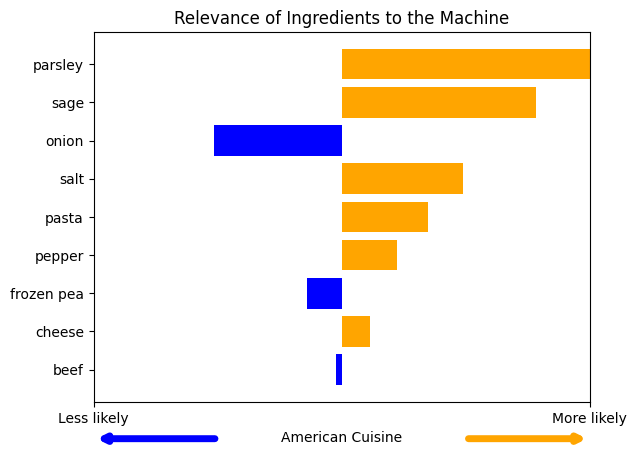 Relevance of Ingredients to the Machine
parsley
sage
onion
salt
pasta
pepper
frozen pea
cheese
beef
Less likely
More likely
American Cuisine